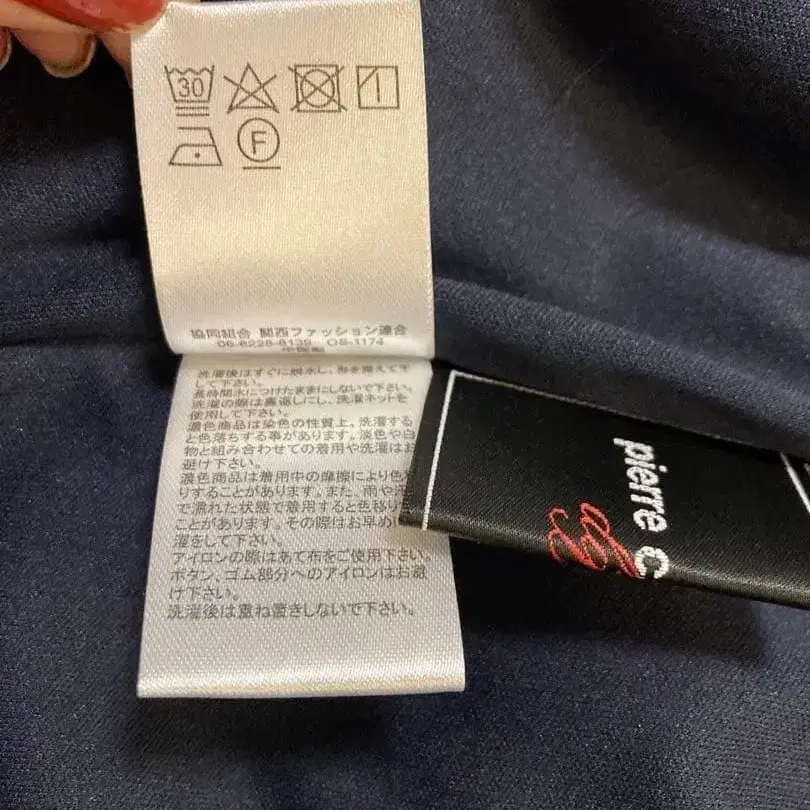 30
F
協同組合 関西ファッション連合
06-6228-6139 OS-1174
中国製
洗濯後はすぐに脱水し、形を整えて干
して下さい。
長時間水につけたままにしないで下さい。
洗濯の際は裏返しにし、洗濯ネットを
使用して下さい。
濃色商品は染色の性質上、洗濯する
と色落ちする事があります。淡色や白
物と組み合わせての着用や洗濯はお
避け下さい。
濃色商品は着用中の摩擦により色
りすることがあります。また、雨や
で濡れた状態で着用すると色移り
ことがあります。その際はお早め
濯をして下さい。
アイロンの際はあて布をご使用下さい。
ボタン、ゴム部分へのアイロンはお避
け下さい。
洗濯後は重ね置きしないで下さい。
pierre c